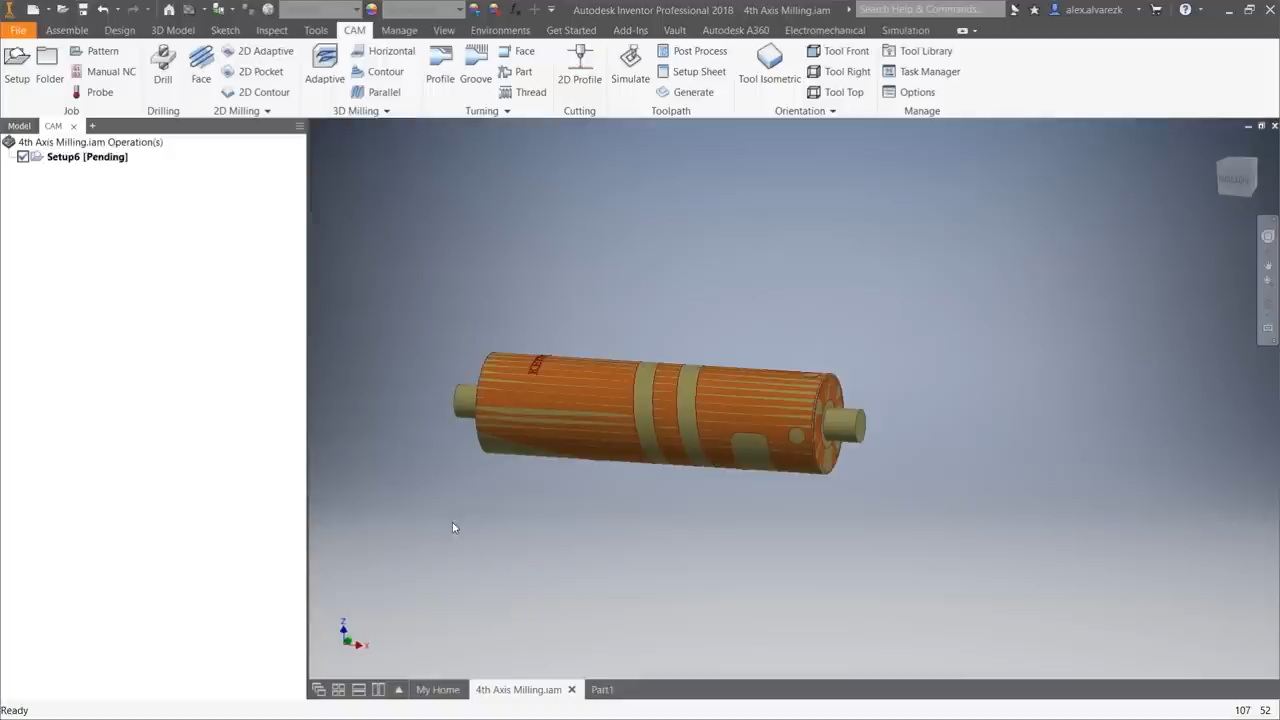 Autodesk Inventor Professional 2018 4th Axis Milling.iam Search Help & Commands... alex.alvarezk
File Assemble Design 3D Model Sketch Inspect Tools CAM Manage View Environments Get Started Add-Ins Vault Autodesk A360 Electromechanical Simulation
Setup Folder Pattern Manual NC Probe Drill Face 2D Adaptive 2D Pocket 2D Contour Adaptive Horizontal Contour Parallel Profile Groove Face Part Thread 2D Profile Simulate Post Process Setup Sheet Generate Tool Isometric Tool Front Tool Right Tool Top Tool Library Task Manager Options
Job Drilling 2D Milling 3D Milling Turning Cutting Toolpath Orientation Manage
Model CAM
4th Axis Milling.iam Operation(s)
Setup6 [Pending]
Z
X
My Home 4th Axis Milling.iam Part1
Ready 107 52